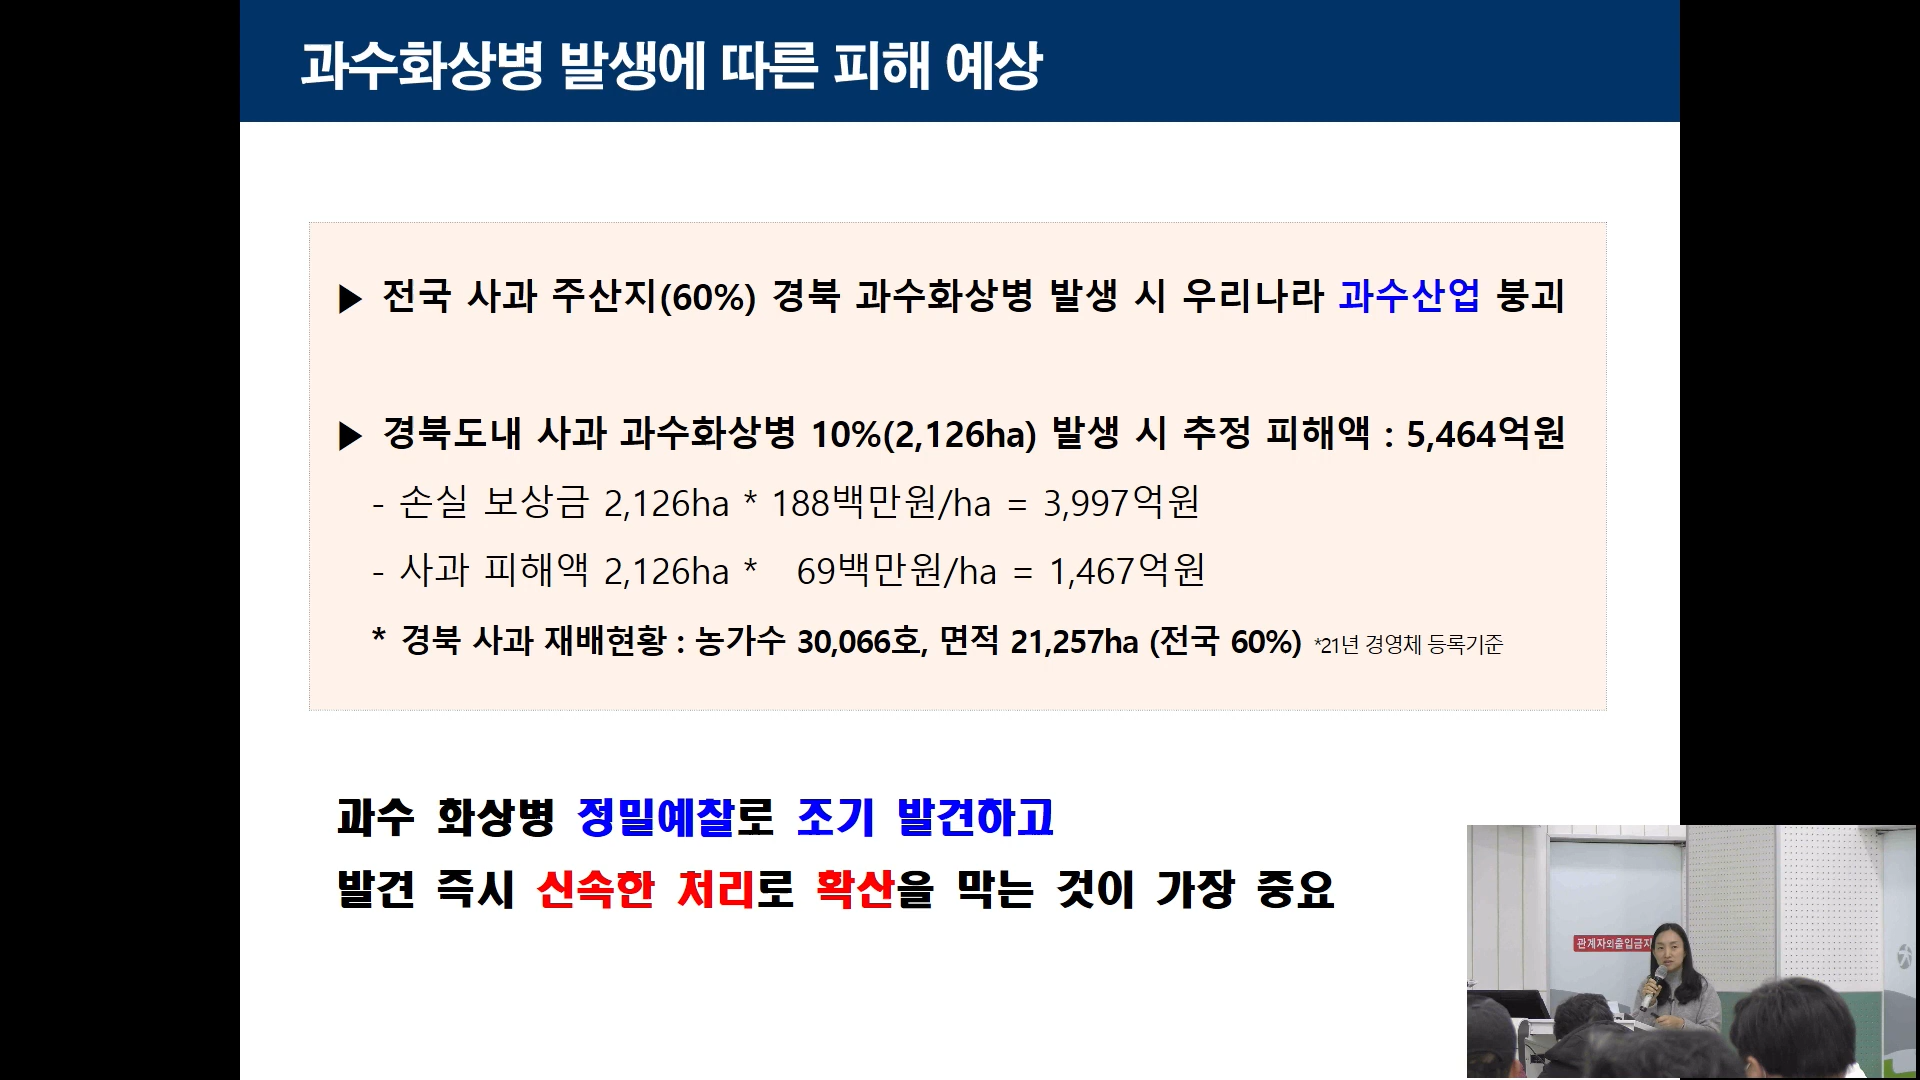 과수화상병 발생에 따른 피해 예상
▶ 전국 사과 주산지(60%) 경북 과수화상병 발생 시 우리나라 과수산업 붕괴
▶ 경북도내 사과 과수화상병 10%(2,126ha) 발생 시 추정 피해액 : 5,464억원
- 손실 보상금 2,126ha * 188백만원/ha = 3,997억원
- 사과 피해액 2,126ha * 69백만원/ha = 1,467억원
* 경북 사과 재배현황 : 농가수 30,066호, 면적 21,257ha (전국 60%) *21년 경영체 등록기준
과수 화상병 정밀예찰로 조기 발견하고
발견 즉시 신속한 처리로 확산을 막는 것이 가장 중요
관계자외출입금지